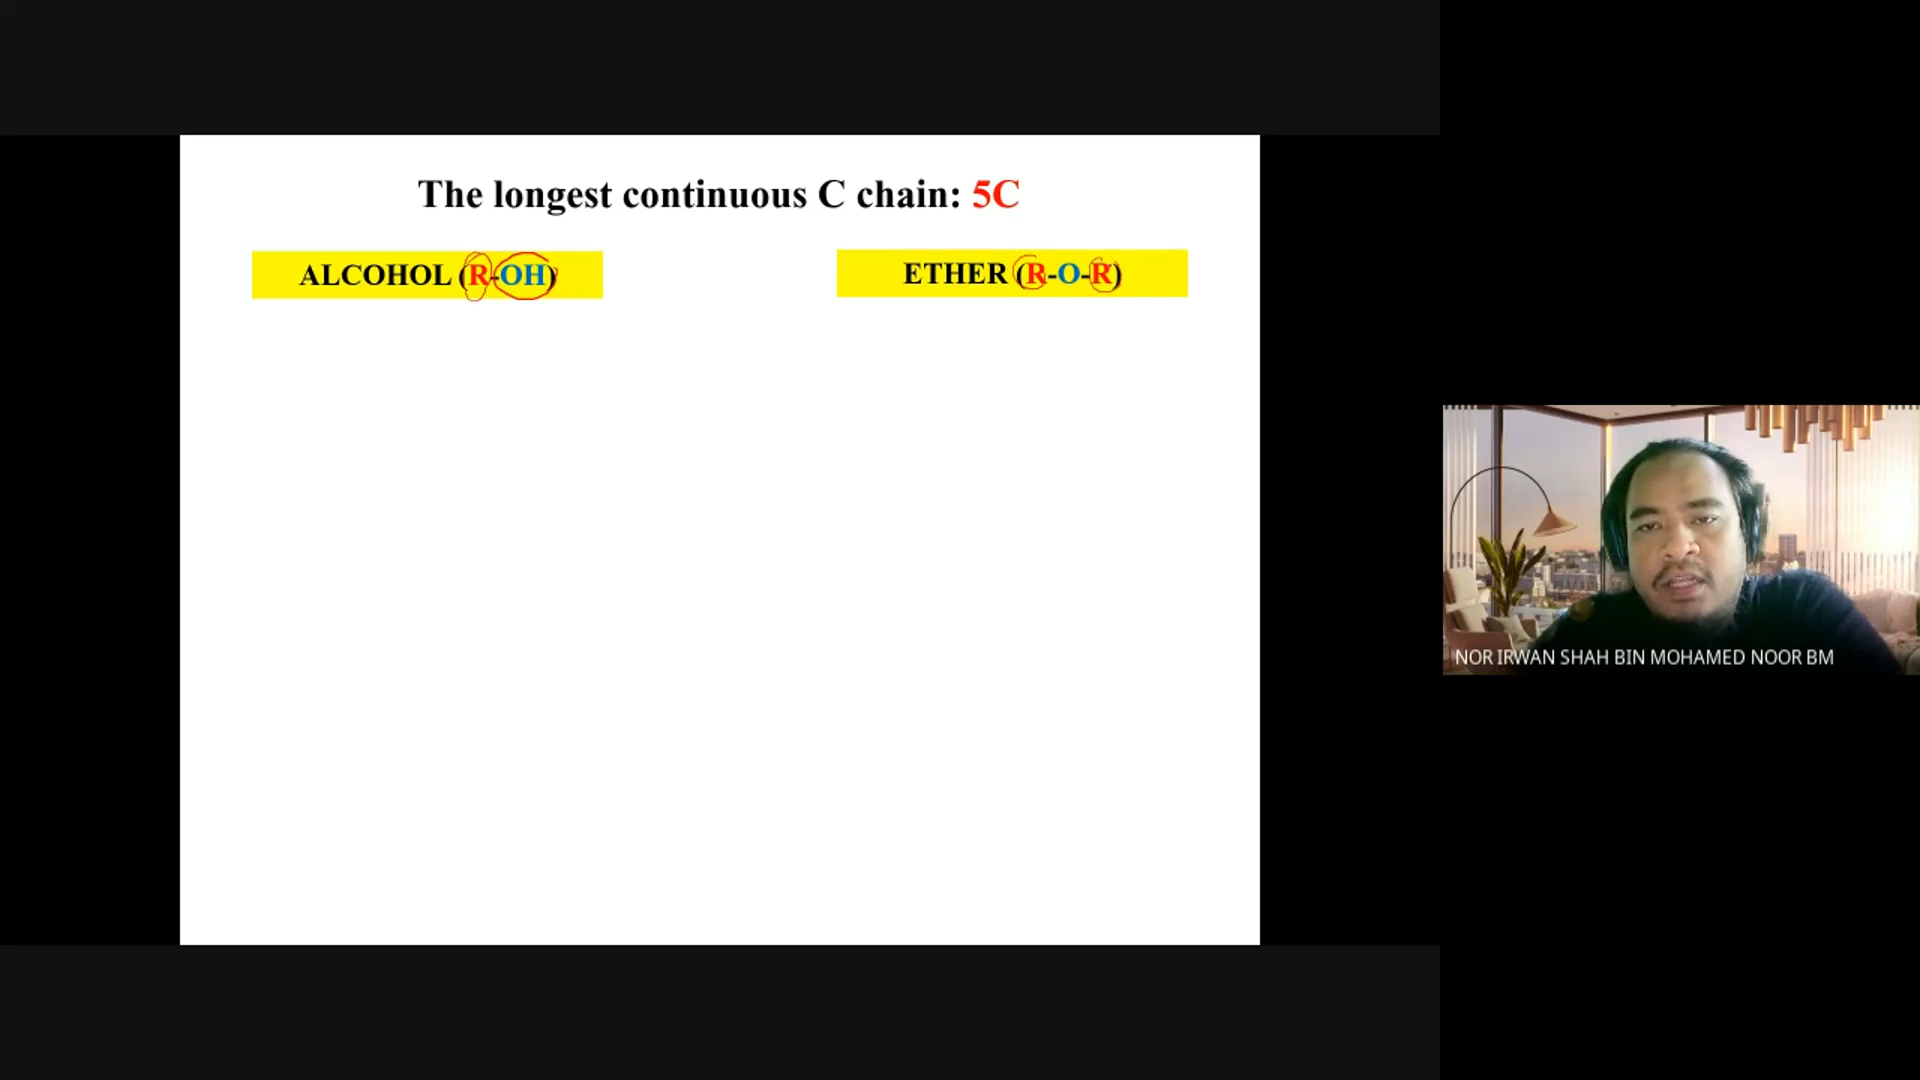 The longest continuous C chain: 5C
ALCOHOL (R-OH)
ETHER (R-O-R)
NOR IRWAN SHAH BIN MOHAMED NOOR BM